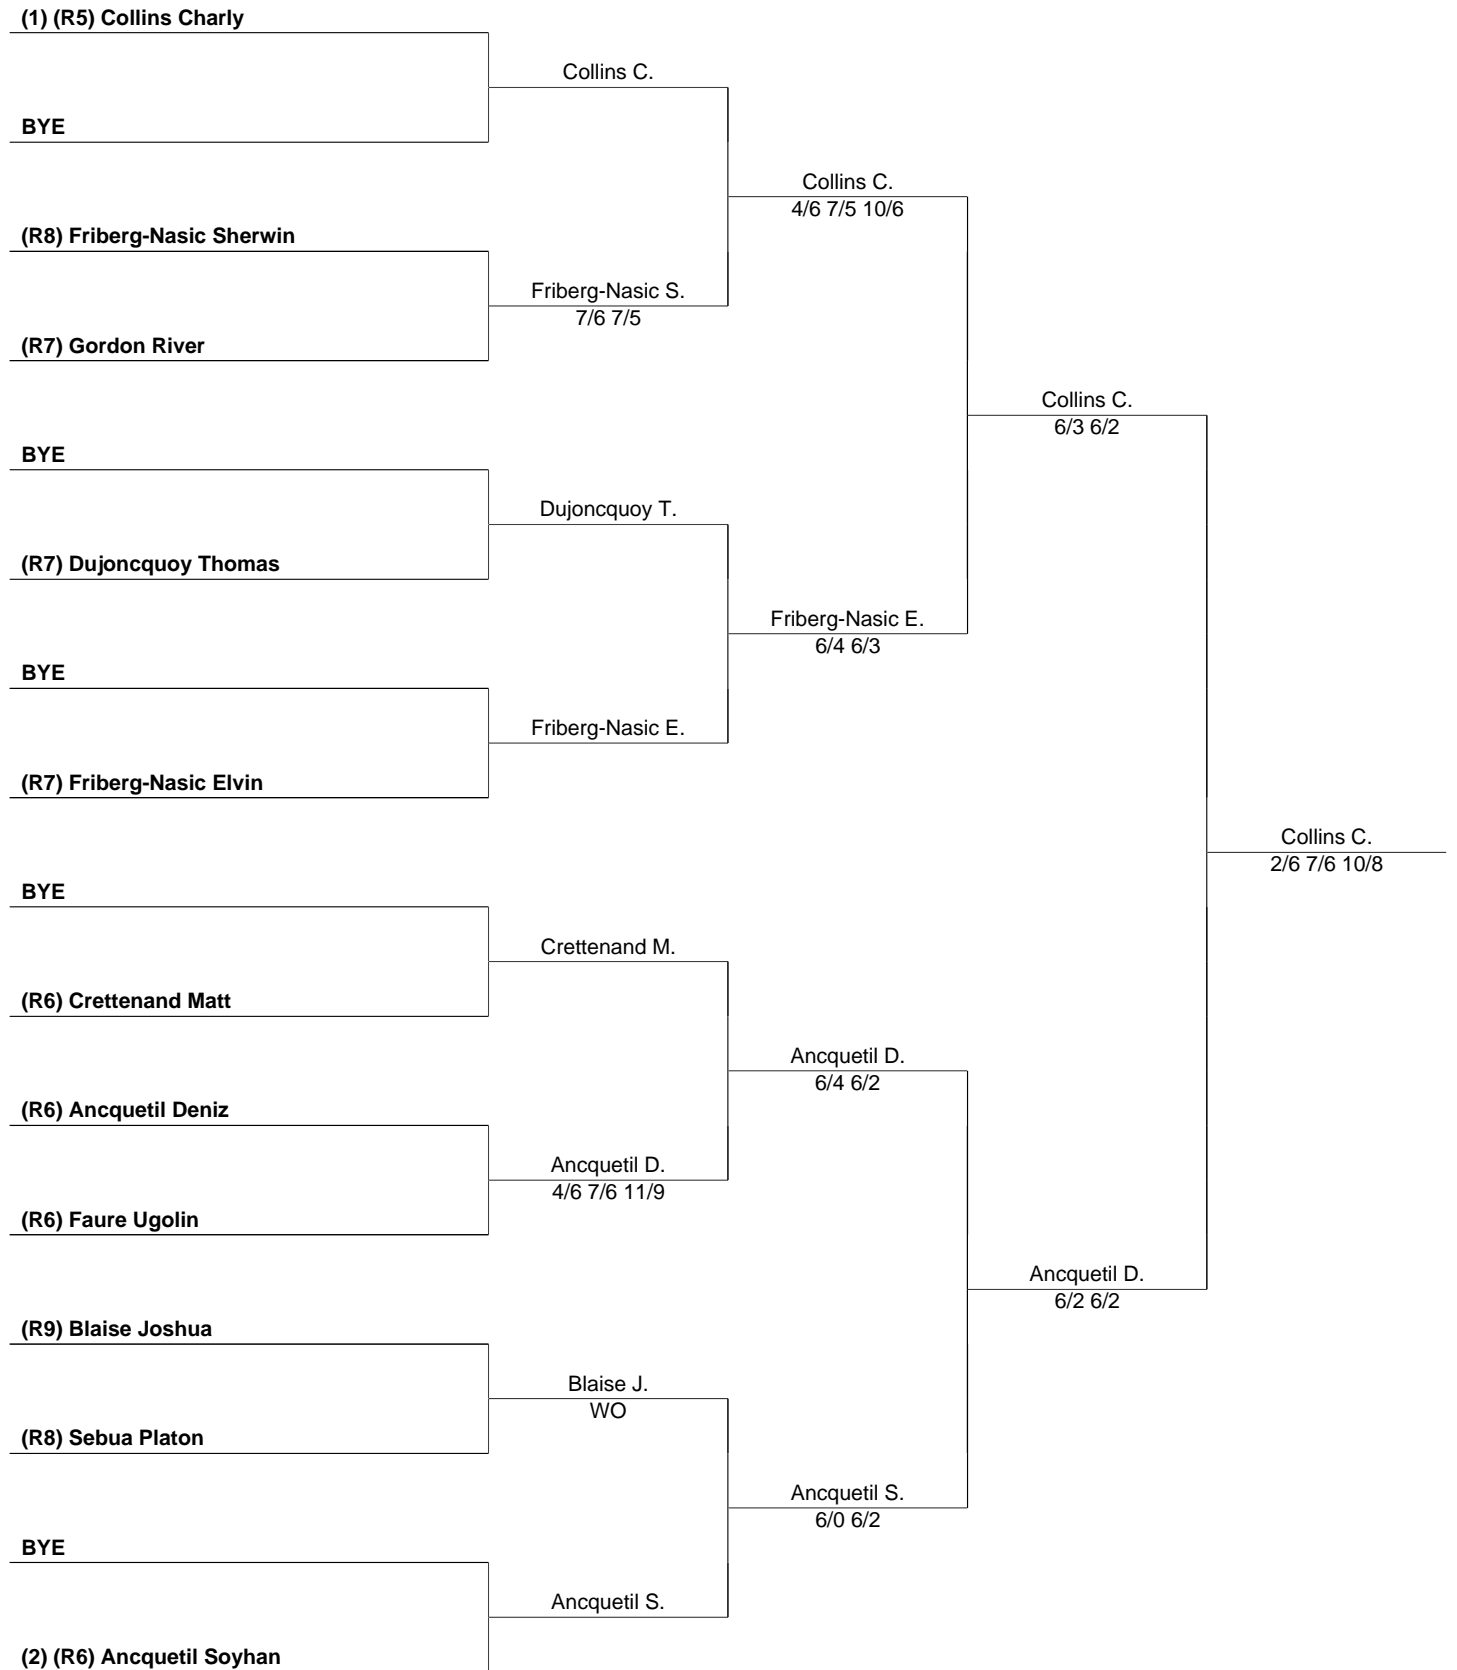 (1) (R5) Collins Charly
Collins C.
BYE
Collins C.
4/6 7/5 10/6
(R8) Friberg-Nasic Sherwin
Friberg-Nasic S.
7/6 7/5
(R7) Gordon River
Collins C.
6/3 6/2
BYE
Dujoncquoy T.
(R7) Dujoncquoy Thomas
Friberg-Nasic E.
6/4 6/3
BYE
Friberg-Nasic E.
(R7) Friberg-Nasic Elvin
Collins C.
2/6 7/6 10/8
BYE
Crettenand M.
(R6) Crettenand Matt
Ancquetil D.
6/4 6/2
(R6) Ancquetil Deniz
Ancquetil D.
4/6 7/6 11/9
(R6) Faure Ugolin
Ancquetil D.
6/2 6/2
(R9) Blaise Joshua
Blaise J.
WO
(R8) Sebua Platon
Ancquetil S.
6/0 6/2
BYE
Ancquetil S.
(2) (R6) Ancquetil Soyhan